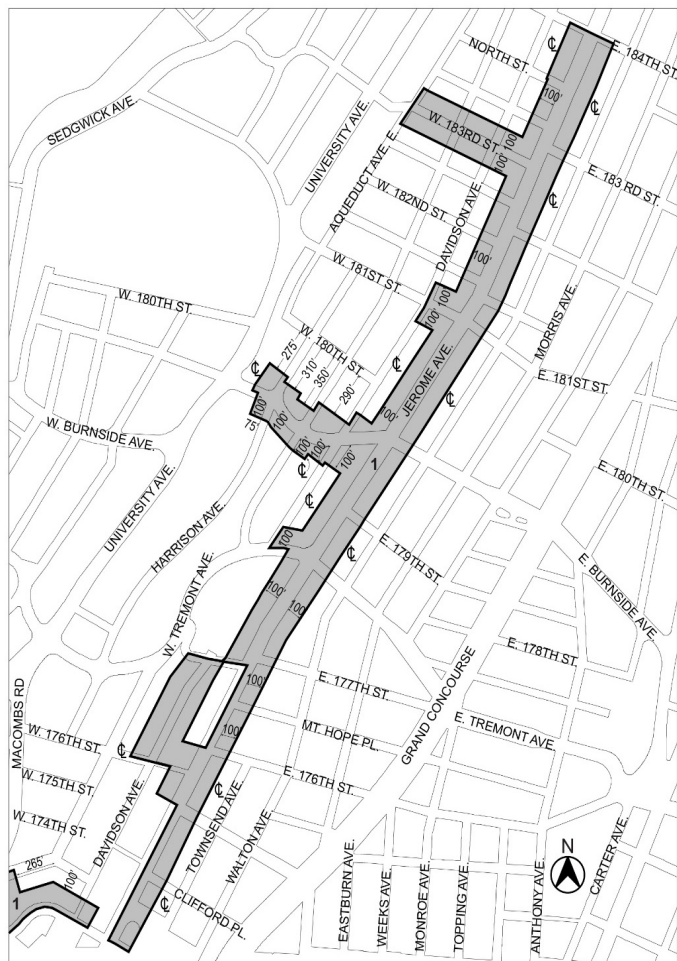 E. 184TH ST.
℄
NORTH ST.
℄
100'
SEDGWICK AVE.
UNIVERSITY AVE.
W. 183RD ST.
100'
AQUEDUCT AVE. E.
100'
E. 183 RD ST.
W. 182ND ST.
℄
DAVIDSON AVE.
100'
W. 181ST ST.
W. 180TH ST.
100'
100'
MORRIS AVE.
W. 180TH ST.
275'
℄
JEROME AVE.
310'
350'
℄
E. 181ST ST.
290'
℄
100'
100'
75'
100'
W. BURNSIDE AVE.
100'
100'
100'
1
℄
E. 180TH ST.
UNIVERSITY AVE.
HARRISON AVE.
℄
100'
℄
E. 179TH ST.
E. BURNSIDE AVE.
W. TREMONT AVE.
100'
100'
E. 178TH ST.
GRAND CONCOURSE
MACOMBS RD
100'
E. 177TH ST.
W. 176TH ST.
℄
100'
MT. HOPE PL.
E. TREMONT AVE.
W. 175TH ST.
E. 176TH ST.
℄
W. 174TH ST.
DAVIDSON AVE.
TOWNSEND AVE.
WALTON AVE.
265'
100'
N
CARTER AVE.
1
℄
CLIFFORD PL.
EASTBURN AVE.
WEEKS AVE.
MONROE AVE.
TOPPING AVE.
ANTHONY AVE.